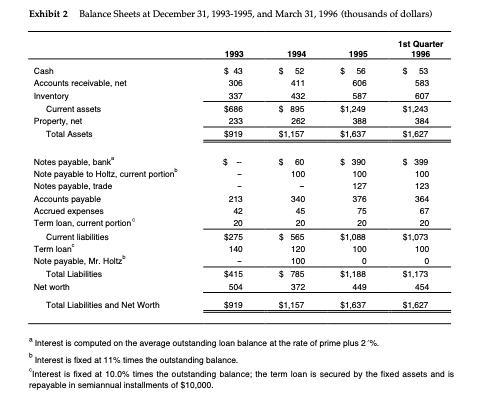 Exhibit 2 Balance Sheets at December 31, 1993-1995, and March 31, 1996 (thousands of dollars)
1st Quarter
1993 1994 1995 1996
Cash $ 43 $ 52 $ 56 $ 53
Accounts receivable, net 306 411 606 583
Inventory 337 432 587 607
Current assets $686 $ 895 $1,249 $1,243
Property, net 233 262 388 384
Total Assets $919 $1,157 $1,637 $1,627
Notes payable, bank a $ -- $ 60 $ 390 $ 399
Note payable to Holtz, current portion b – 100 100 100
Notes payable, trade – – 127 123
Accounts payable 213 340 376 364
Accrued expenses 42 45 75 67
Term loan, current portion c 20 20 20 20
Current liabilities $275 $ 565 $1,088 $1,073
Term loan c 140 120 100 100
Note payable, Mr. Holtz b – 100 0 0
Total Liabilities $415 $ 785 $1,188 $1,173
Net worth 504 372 449 454
Total Liabilities and Net Worth $919 $1,157 $1,637 $1,627
a Interest is computed on the average outstanding loan balance at the rate of prime plus 2 ´%.
b Interest is fixed at 11% times the outstanding balance.
c Interest is fixed at 10.0% times the outstanding balance; the term loan is secured by the fixed assets and is
repayable in semiannual installments of $10,000.